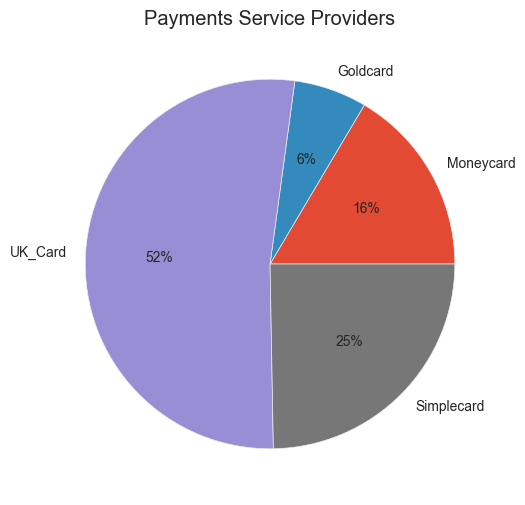 Payments Service Providers
Goldcard
Moneycard
6%
16%
UK_Card
52%
25%
Simplecard